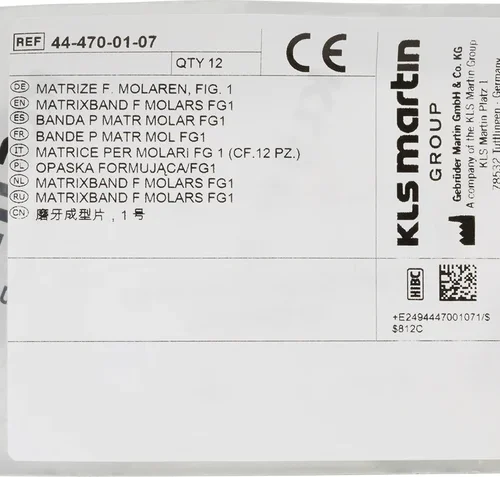 REF 44-470-01-07
QTY 12
CE
DE MATRIZE F. MOLAREN, FIG. 1
EN MATRIXBAND F MOLARS FG1
ES BANDA P MATR MOLAR FG1
FR BANDE P MATR MOL FG1
IT MATRICE PER MOLARI FG 1 (CF.12 PZ.)
PL OPASKA FORMUJĄCA/FG1
NL MATRIXBAND F MOLARS FG1
RU MATRIXBAND F MOLARS FG1
CN 磨牙成型片，1 号
KLS martin
GROUP
Gebrüder Martin GmbH & Co. KG
A company of the KLS Martin Group
KLS Martin Platz 1
78532 Tuttlingen - Germany
HIBC
+E2494447001071/S
S812C